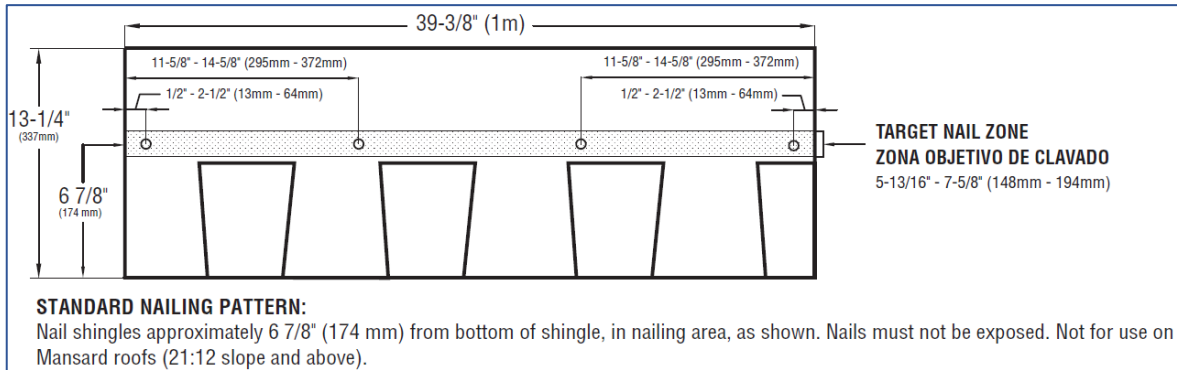 39-3/8" (1m)
11-5/8" - 14-5/8" (295mm - 372mm)
11-5/8" - 14-5/8" (295mm - 372mm)
1/2" - 2-1/2" (13mm - 64mm)
1/2" - 2-1/2" (13mm - 64mm)
13-1/4"
(337mm)
TARGET NAIL ZONE
ZONA OBJETIVO DE CLAVADO
5-13/16" - 7-5/8" (148mm - 194mm)
6 7/8"
(174 mm)
STANDARD NAILING PATTERN:
Nail shingles approximately 6 7/8" (174 mm) from bottom of shingle, in nailing area, as shown. Nails must not be exposed. Not for use on
Mansard roofs (21:12 slope and above).